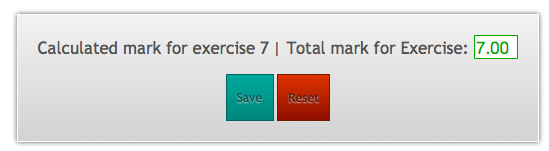 Calculated mark for exercise 7 | Total mark for Exercise: 7.00
Save Reset